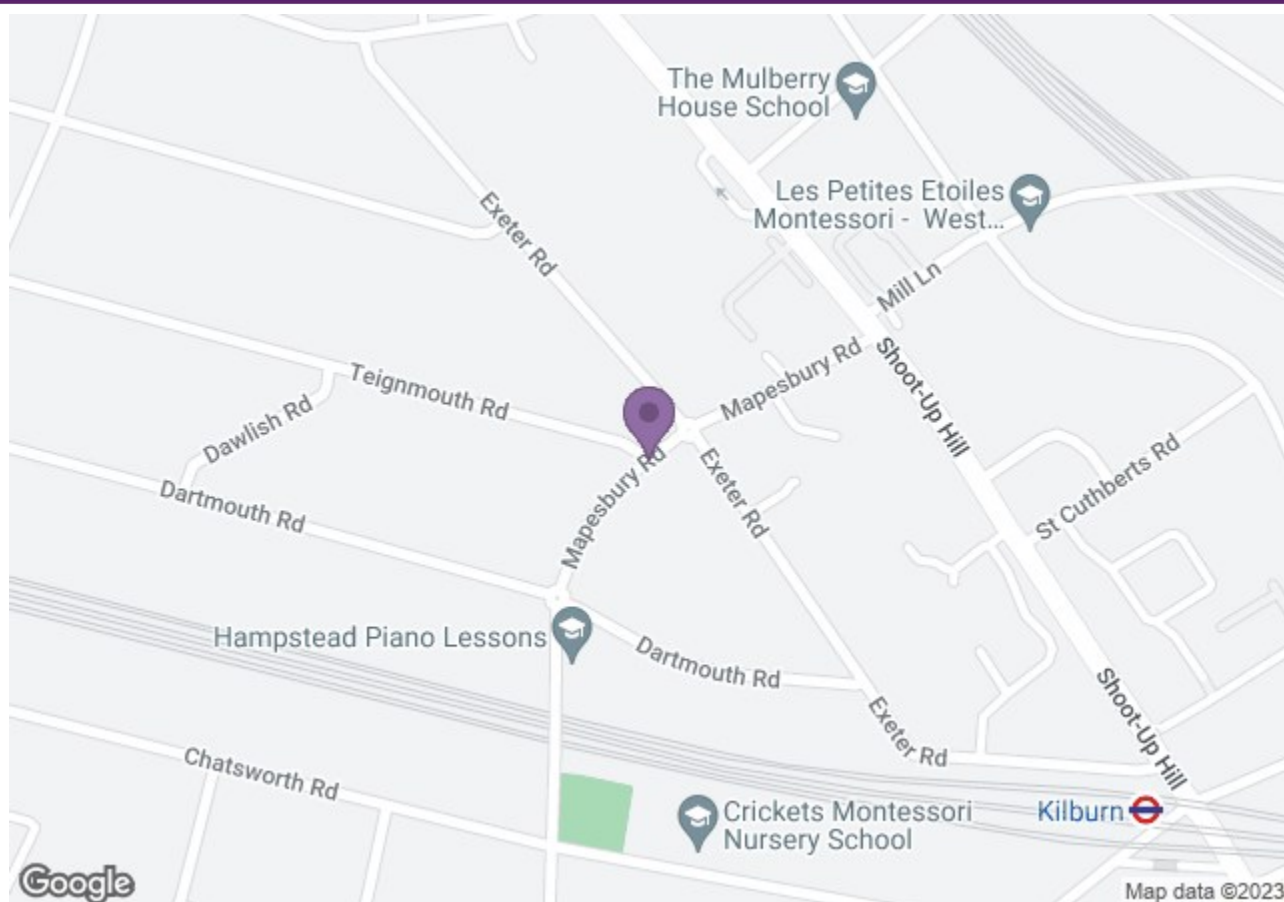 The Mulberry
House School
Les Petites Etoiles
Montessori - West...
Exeter Rd
Mill Ln
Mapesbury Rd
Shoot-Up Hill
Teignmouth Rd
Dawlish Rd
Mapesbury Rd
Exeter Rd
St Cuthberts Rd
Dartmouth Rd
Hampstead Piano Lessons
Dartmouth Rd
Shoot-Up Hill
Exeter Rd
Chatsworth Rd
Crickets Montessori
Nursery School
Kilburn
Google
Map data ©2023